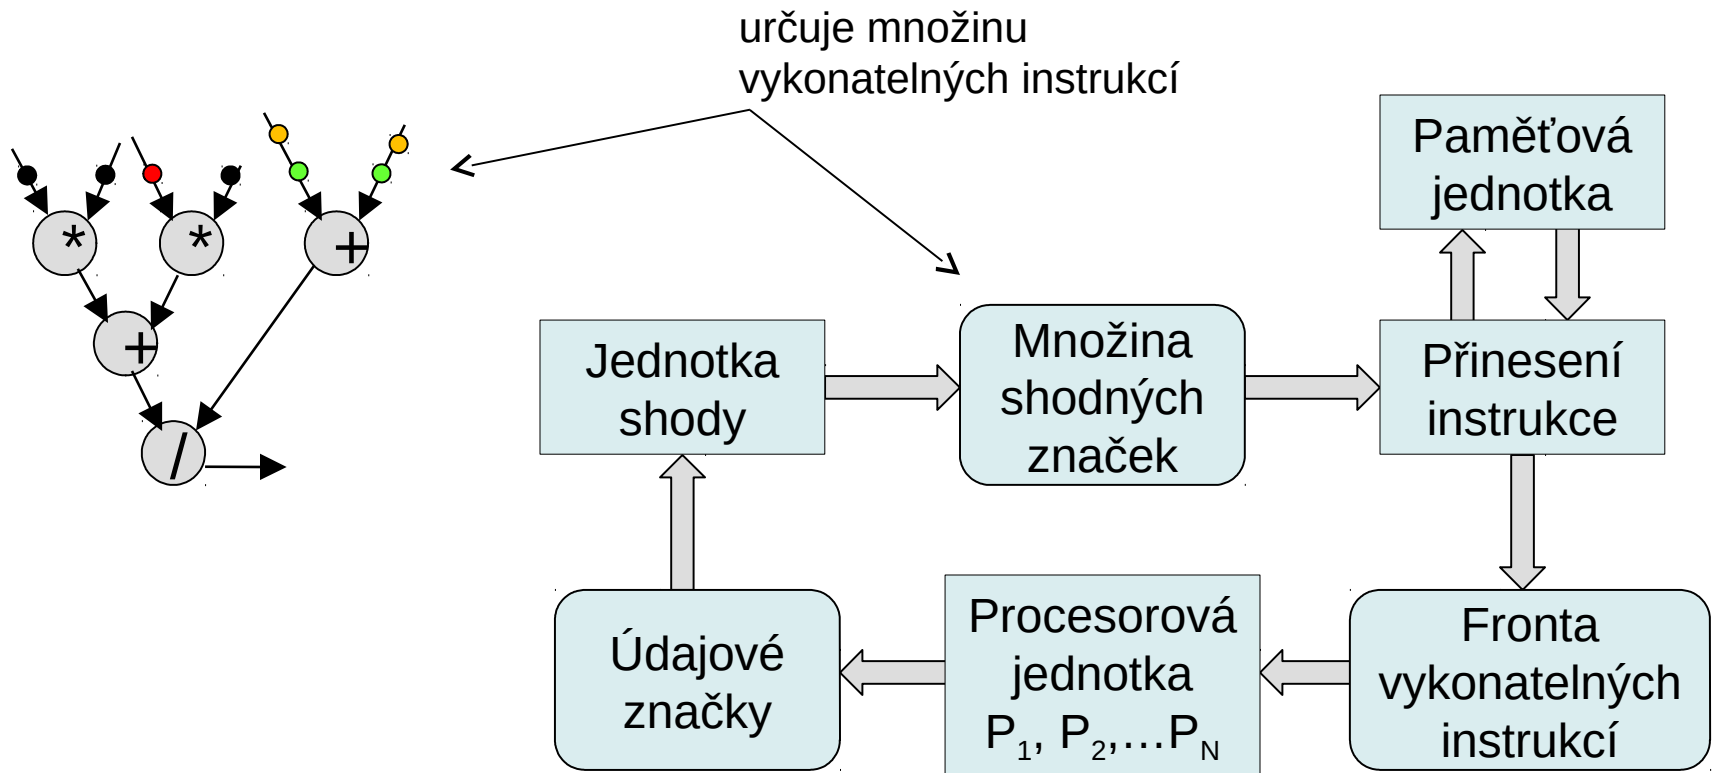 určuje množinu
vykonatelných instrukcí
Paměťová
jednotka
*
*
+
+
/
Jednotka
shody
Množina
shodných
značek
Přinesení
instrukce
Údajové
značky
Procesorová
jednotka
P1, P2,…PN
Fronta
vykonatelných
instrukcí